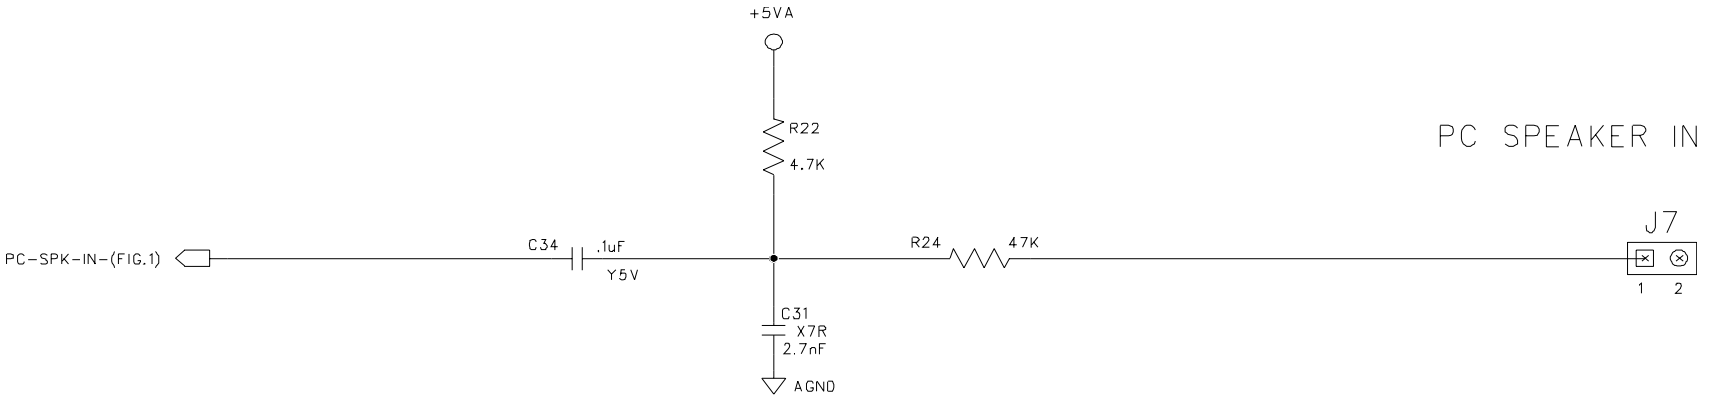 +5VA
R22
4.7K
PC SPEAKER IN
J7
PC-SPK-IN-(FIG.1)
C34
.1uF
Y5V
R24
47K
1
2
C31
X7R
2.7nF
AGND